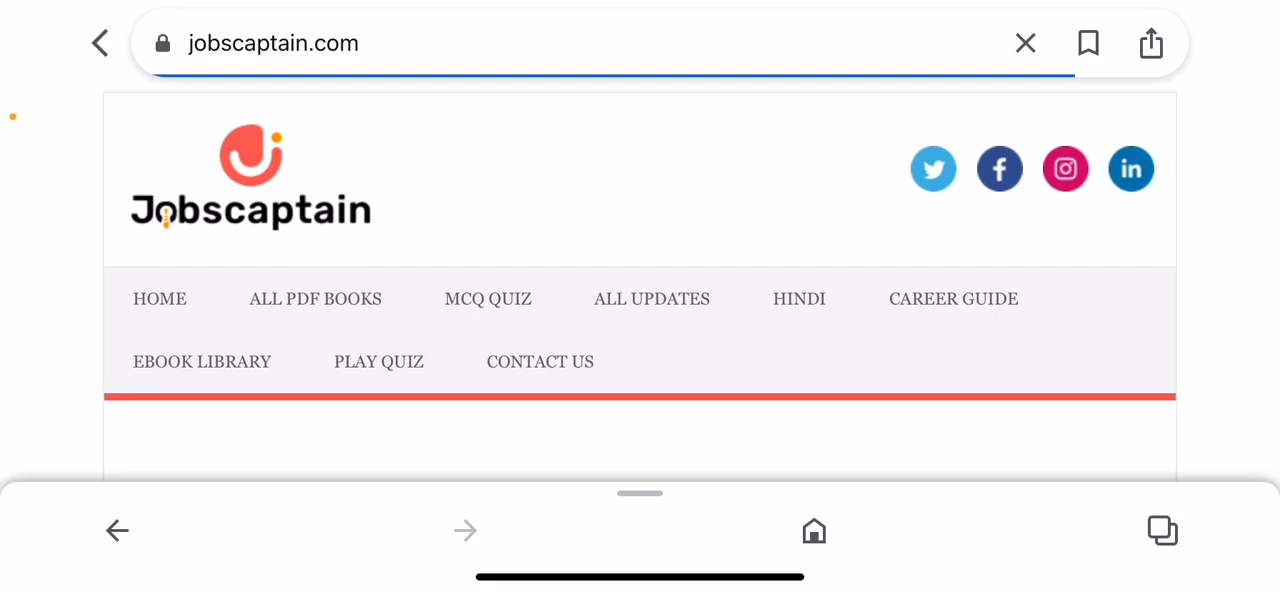 jobscaptain.com
Jobscaptain
HOME ALL PDF BOOKS MCQ QUIZ ALL UPDATES HINDI CAREER GUIDE
EBOOK LIBRARY PLAY QUIZ CONTACT US